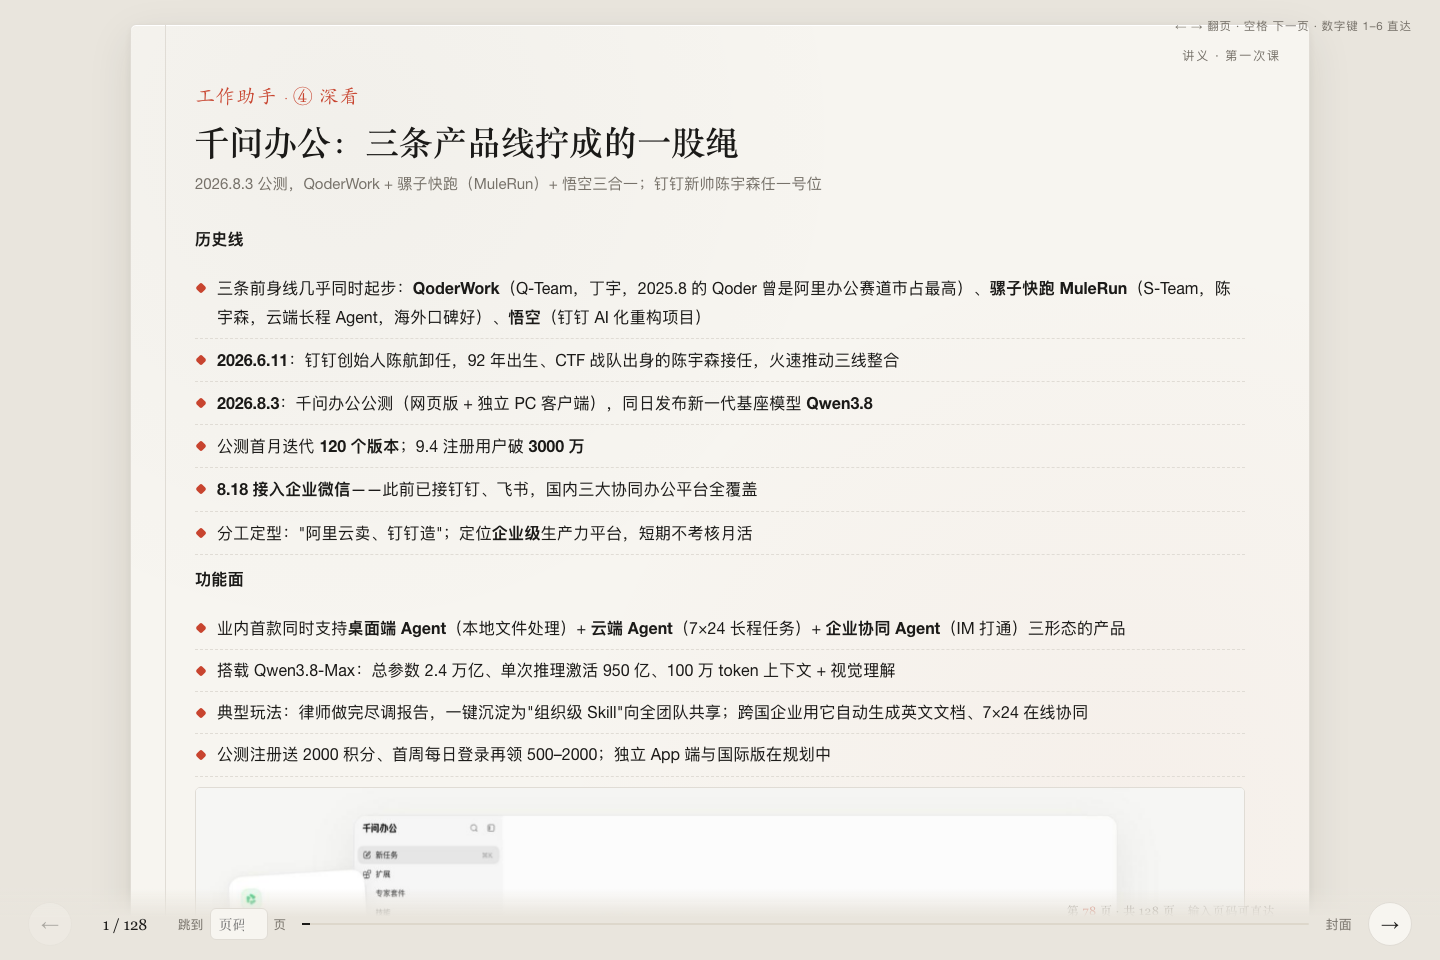 ←→ 翻页 · 空格 下一页 · 数字键 1–6 直达
讲义 · 第一次课
工作助手 · ④ 深看
千问办公：三条产品线拧成的一股绳
2026.8.3 公测，QoderWork + 骡子快跑（MuleRun）+ 悟空三合一；钉钉新帅陈宇森任一号位
历史线
三条前身线几乎同时起步：QoderWork（Q-Team，丁宇，2025.8 的 Qoder 曾是阿里办公赛道市占最高）、骡子快跑 MuleRun（S-Team，陈
宇森，云端长程 Agent，海外口碑好）、悟空（钉钉 AI 化重构项目）
2026.6.11：钉钉创始人陈航卸任，92 年出生、CTF 战队出身的陈宇森接任，火速推动三线整合
2026.8.3：千问办公公测（网页版 + 独立 PC 客户端），同日发布新一代基座模型 Qwen3.8
公测首月迭代 120 个版本；9.4 注册用户破 3000 万
8.18 接入企业微信——此前已接钉钉、飞书，国内三大协同办公平台全覆盖
分工定型："阿里云卖、钉钉造"；定位企业级生产力平台，短期不考核月活
功能面
业内首款同时支持桌面端 Agent（本地文件处理）+ 云端 Agent（7×24 长程任务）+ 企业协同 Agent（IM 打通）三形态的产品
搭载 Qwen3.8-Max：总参数 2.4 万亿、单次推理激活 950 亿、100 万 token 上下文 + 视觉理解
典型玩法：律师做完尽调报告，一键沉淀为"组织级 Skill"向全团队共享；跨国企业用它自动生成英文文档、7×24 在线协同
公测注册送 2000 积分、首周每日登录再领 500–2000；独立 App 端与国际版在规划中
千问办公
新任务
扩展
专家套件
第 78 页 · 共 128 页 · 输入页码可直达
← 1 / 128 跳到 页码 页 封面 →